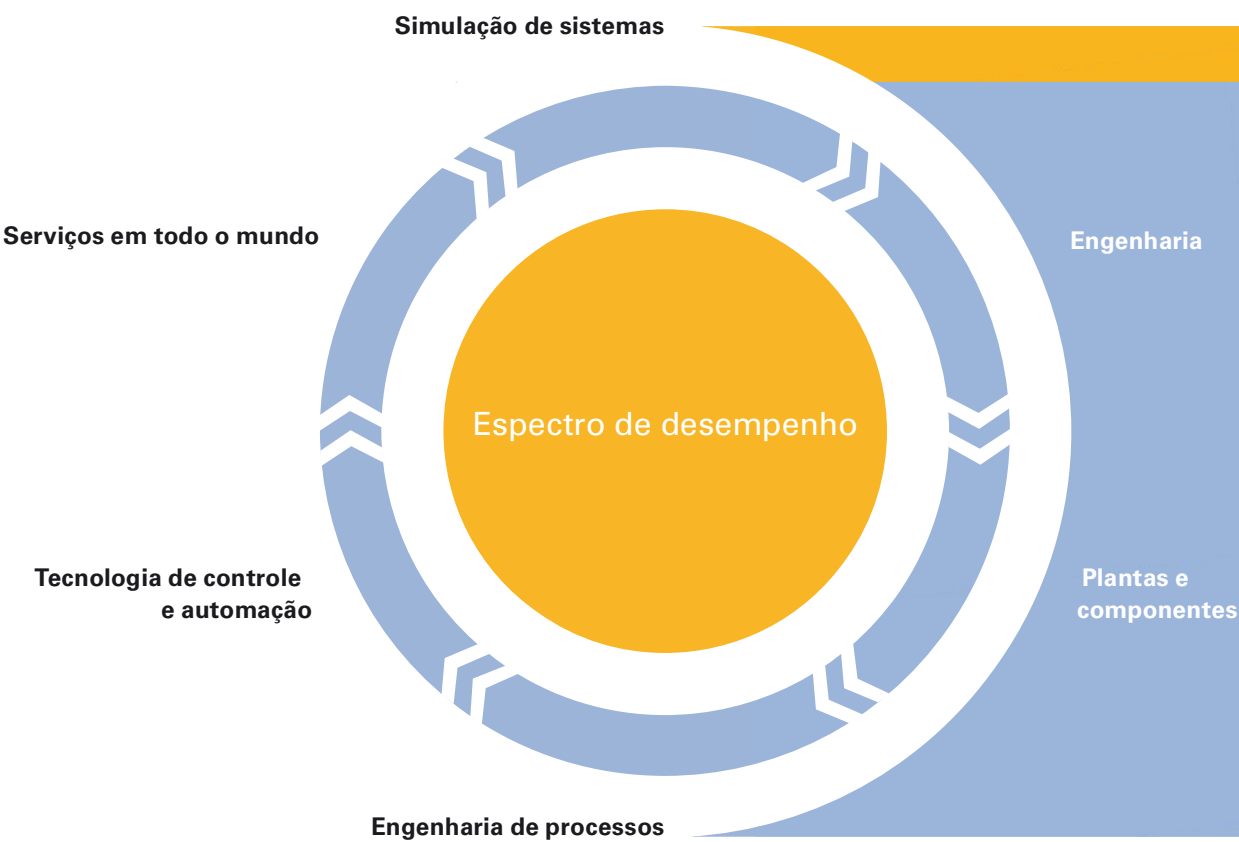 Simulação de sistemas
Serviços em todo o mundo
Engenharia
Espectro de desempenho
Tecnologia de controle
e automação
Plantas e
componentes
Engenharia de processos